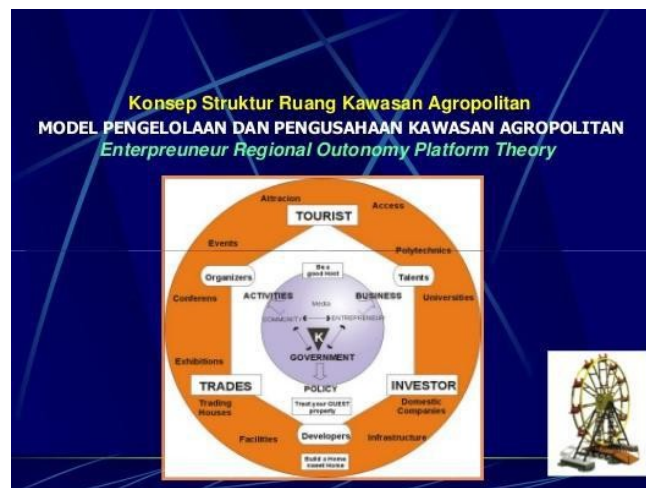 Konsep Struktur Ruang Kawasan Agropolitan
MODEL PENGELOLAAN DAN PENGUSAHAAN KAWASAN AGROPOLITAN
Enterpreuneur Regional Outonomy Platform Theory
Attracion
Access
TOURIST
Events
Polytechnics
Be a
good Host
Organizers
Talents
ACTIVITIES
BUSINESS
Conferens
Media
Universities
COMMUNITY
ENTREPRENEUR
K
GOVERNMENT
Exhibitions
TRADES
POLICY
INVESTOR
Trading
Houses
Treat your GUEST
properly
Domestic
Companies
Facilities
Developers
Infrastructure
Build a Home
sweet Home